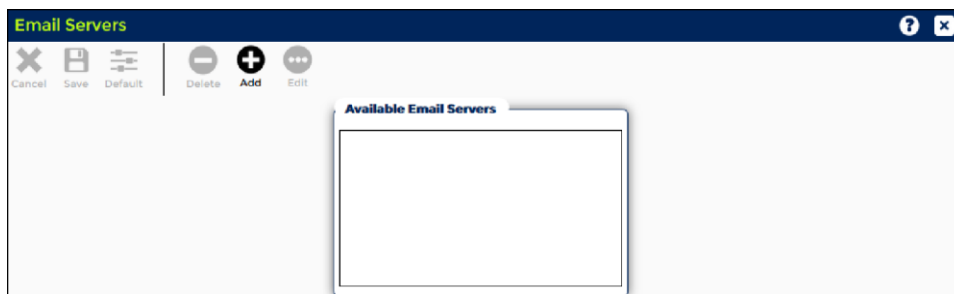 Email Servers
Cancel Save Default Delete Add Edit
Available Email Servers